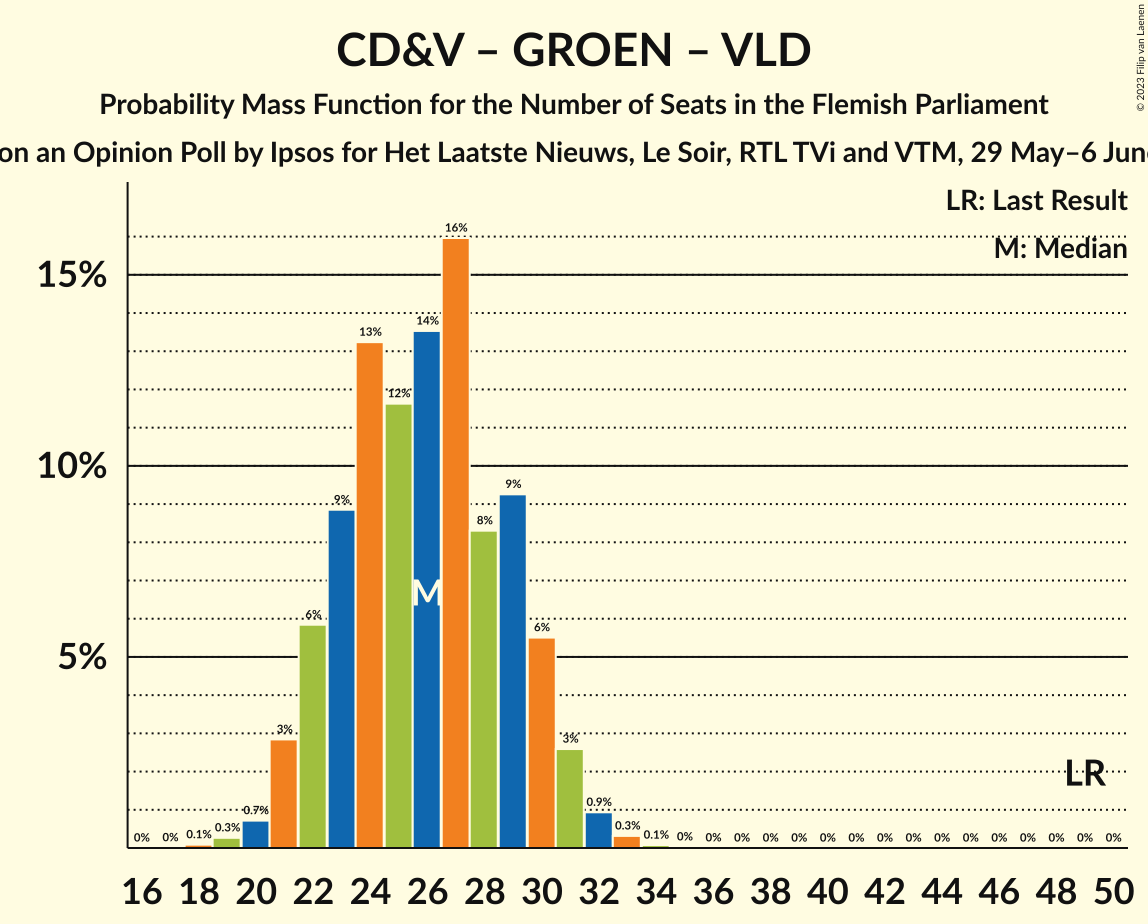 CD&V – GROEN – VLD
Probability Mass Function for the Number of Seats in the Flemish Parliament
on an Opinion Poll by Ipsos for Het Laatste Nieuws, Le Soir, RTL TVi and VTM, 29 May–6 June
© 2023 Filip van Laenen
LR: Last Result
M: Median
15%
10%
5%
0% 0% 0.1% 0.3% 0.7% 3% 6% 9% 13% 12% 14% 16% 8% 9% 6% 3% 0.9% 0.3% 0.1% 0% 0% 0% 0% 0% 0% 0% 0% 0% 0% 0% 0% 0% 0% 0% 0%
M
LR
16 18 20 22 24 26 28 30 32 34 36 38 40 42 44 46 48 50